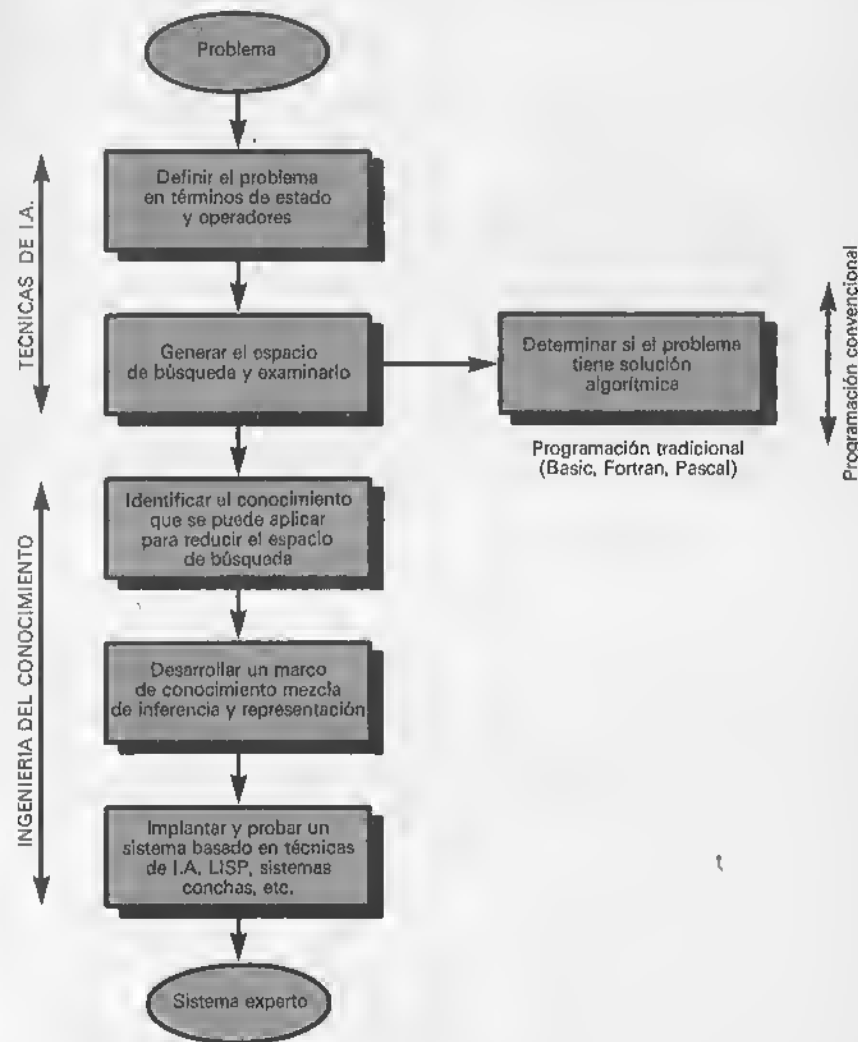 Problema
Definir el problema
en términos de estado
y operadores
TECNICAS DE I.A.
Generar el espacio
de búsqueda y examinarlo
Determinar si el problema
tiene solución
algorítmica
Programación convencional
Programación tradicional
(Basic, Fortran, Pascal)
Identificar el conocimiento
que se puede aplicar
para reducir el espacio
de búsqueda
INGENIERIA DEL CONOCIMIENTO
Desarrollar un marco
de conocimiento mezcla
de inferencia y representación
Implantar y probar un
sistema basado en técnicas
de I.A, LISP, sistemas
conchas, etc.
Sistema experto